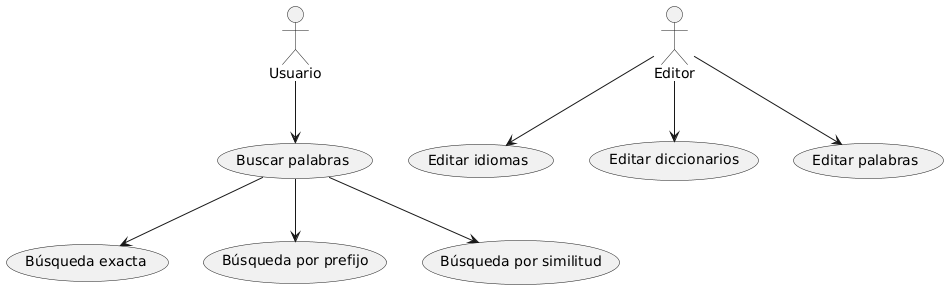 Usuario
Editor
Buscar palabras
Editar idiomas
Editar diccionarios
Editar palabras
Búsqueda exacta
Búsqueda por prefijo
Búsqueda por similitud